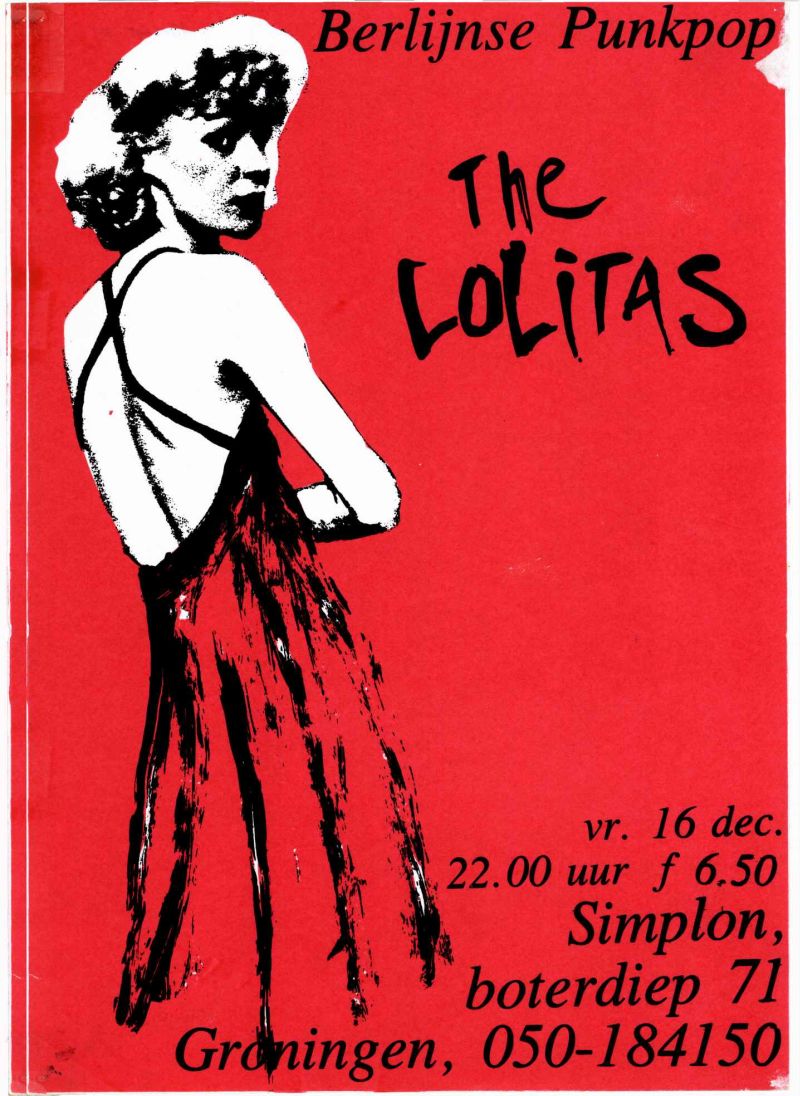 Berlijnse Punkpop
The
LOLiTAS
vr. 16 dec.
22.00 uur f 6.50
Simplon,
boterdiep 71
Groningen, 050-184150